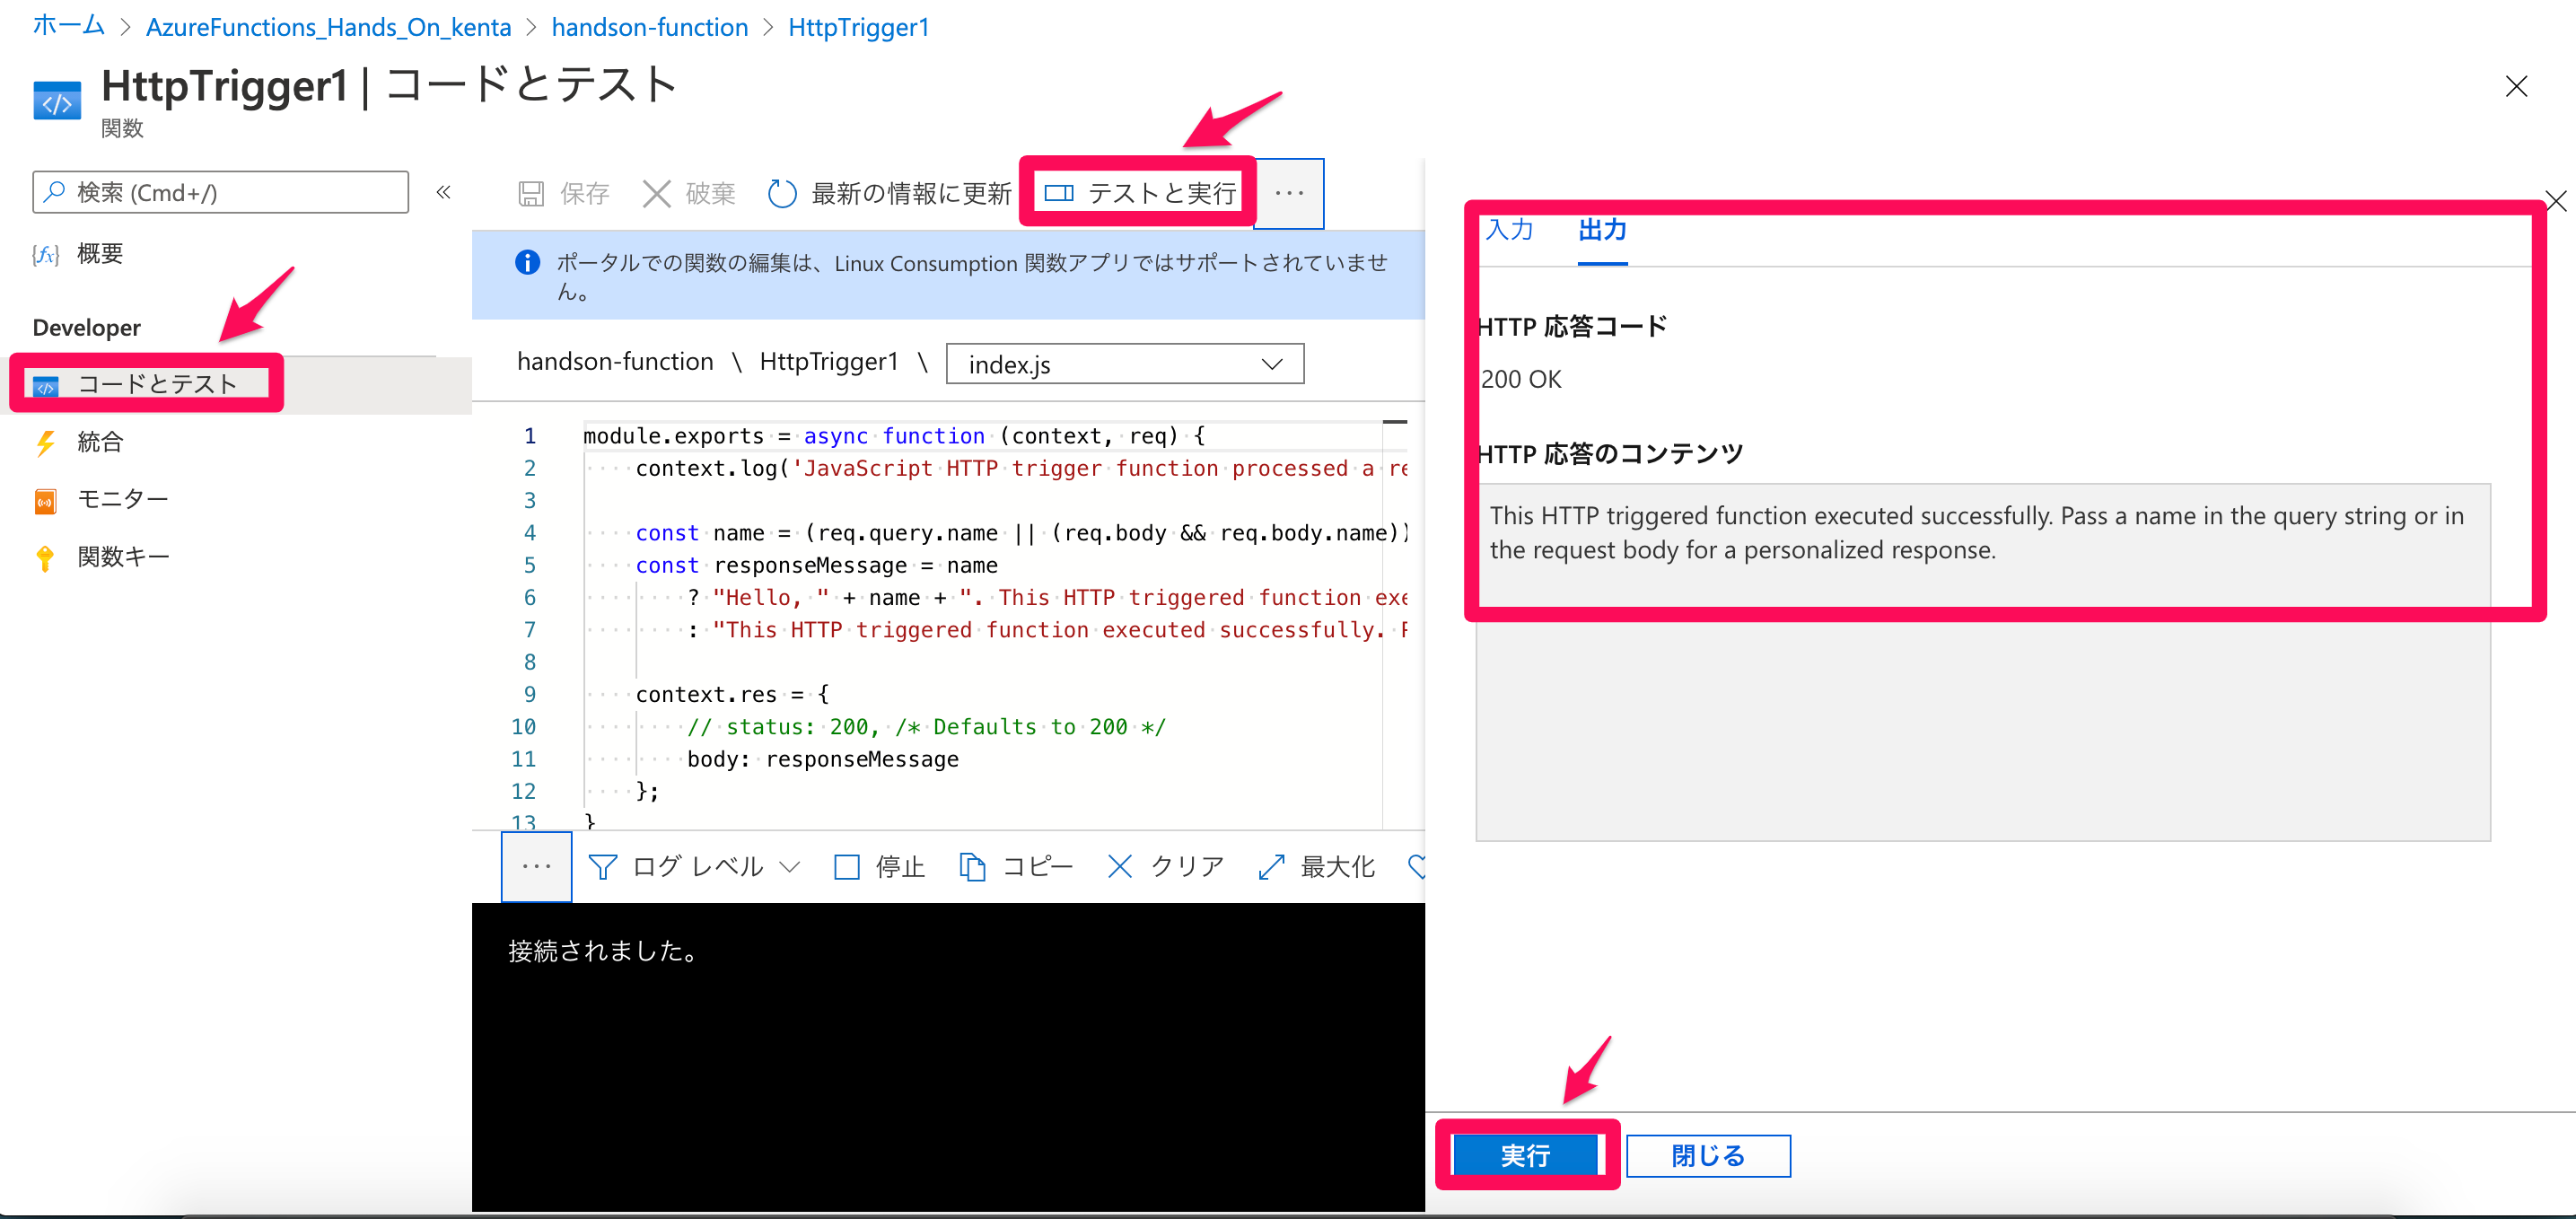 ホーム > AzureFunctions_Hands_On_kenta > handson-function > HttpTrigger1
HttpTrigger1 | コードとテスト
関数
検索 (Cmd+/)
«
概要
Developer
コードとテスト
統合
モニター
関数キー
保存 破棄 最新の情報に更新 テストと実行 ...
ポータルでの関数の編集は、Linux Consumption 関数アプリではサポートされていませ
ん。
handson-function \ HttpTrigger1 \ index.js
1 module.exports = async function (context, req) {
2 context.log('JavaScript HTTP trigger function processed a re
3
4 const name = (req.query.name || (req.body && req.body.name))
5 const responseMessage = name
6 ? "Hello, " + name + ". This HTTP triggered function exe
7 : "This HTTP triggered function executed successfully. P
8
9 context.res = {
10 // status: 200, /* Defaults to 200 */
11 body: responseMessage
12 };
13 }
... ログ レベル 停止 コピー クリア 最大化
接続されました。
入力 出力
HTTP 応答コード
200 OK
HTTP 応答のコンテンツ
This HTTP triggered function executed successfully. Pass a name in the query string or in
the request body for a personalized response.
実行 閉じる